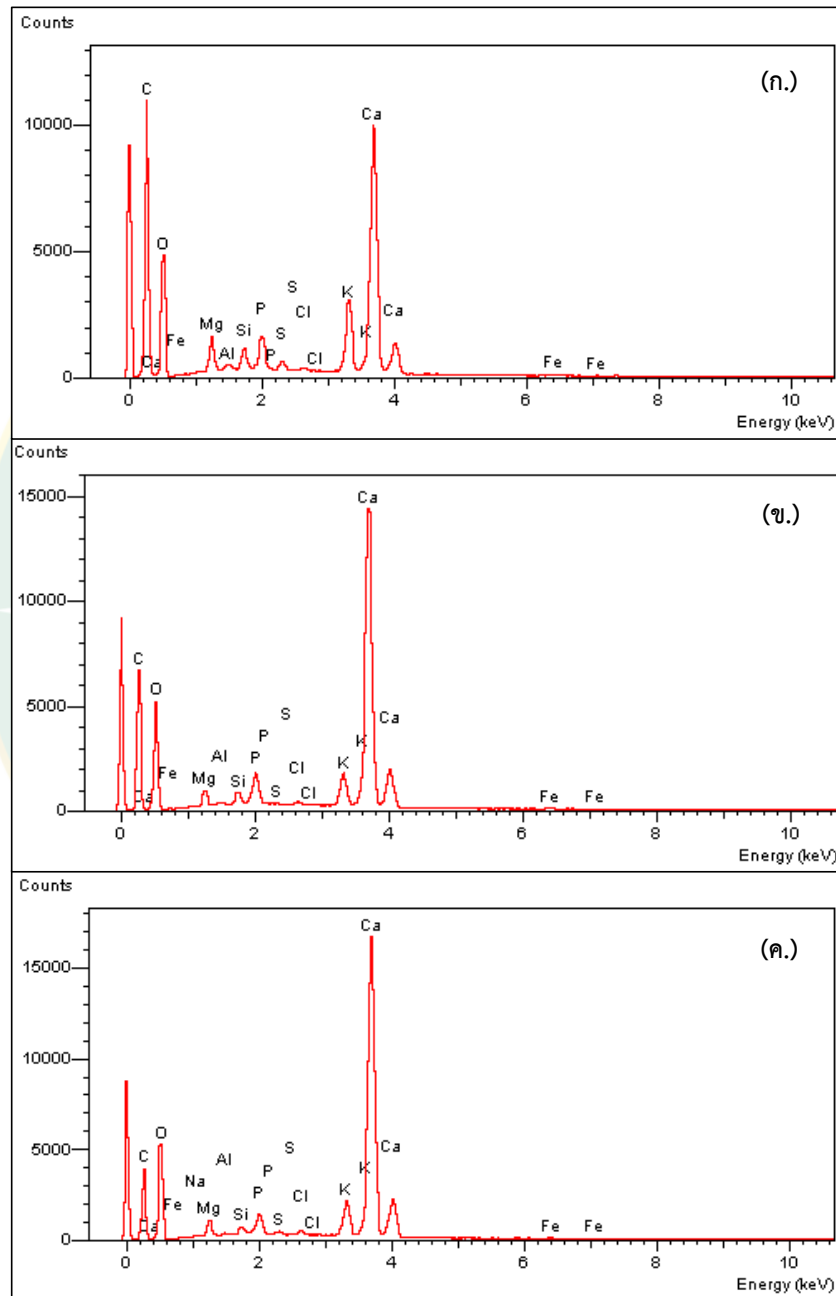 Counts
(ก.)
C
Ca
10000
O
5000
S
Cl
Ca
P
K
Mg
Si
S
K
Fe
Al
P
Cl
Fe
Fe
0
0 2 4 6 8 10
Energy (keV)
Counts
15000
Ca
(ข.)
10000
C
O
5000
S
Ca
P
K
Al
Cl
Fe
Mg
Si
P
S
Cl
K
Fe
Fe
0
0 2 4 6 8 10
Energy (keV)
Counts
Ca
(ค.)
15000
10000
O
5000
C
S
Ca
Al
P
K
Na
Cl
K
Fe
Mg
Si
P
S
Cl
Fe
Fe
0
0 2 4 6 8 10
Energy (keV)